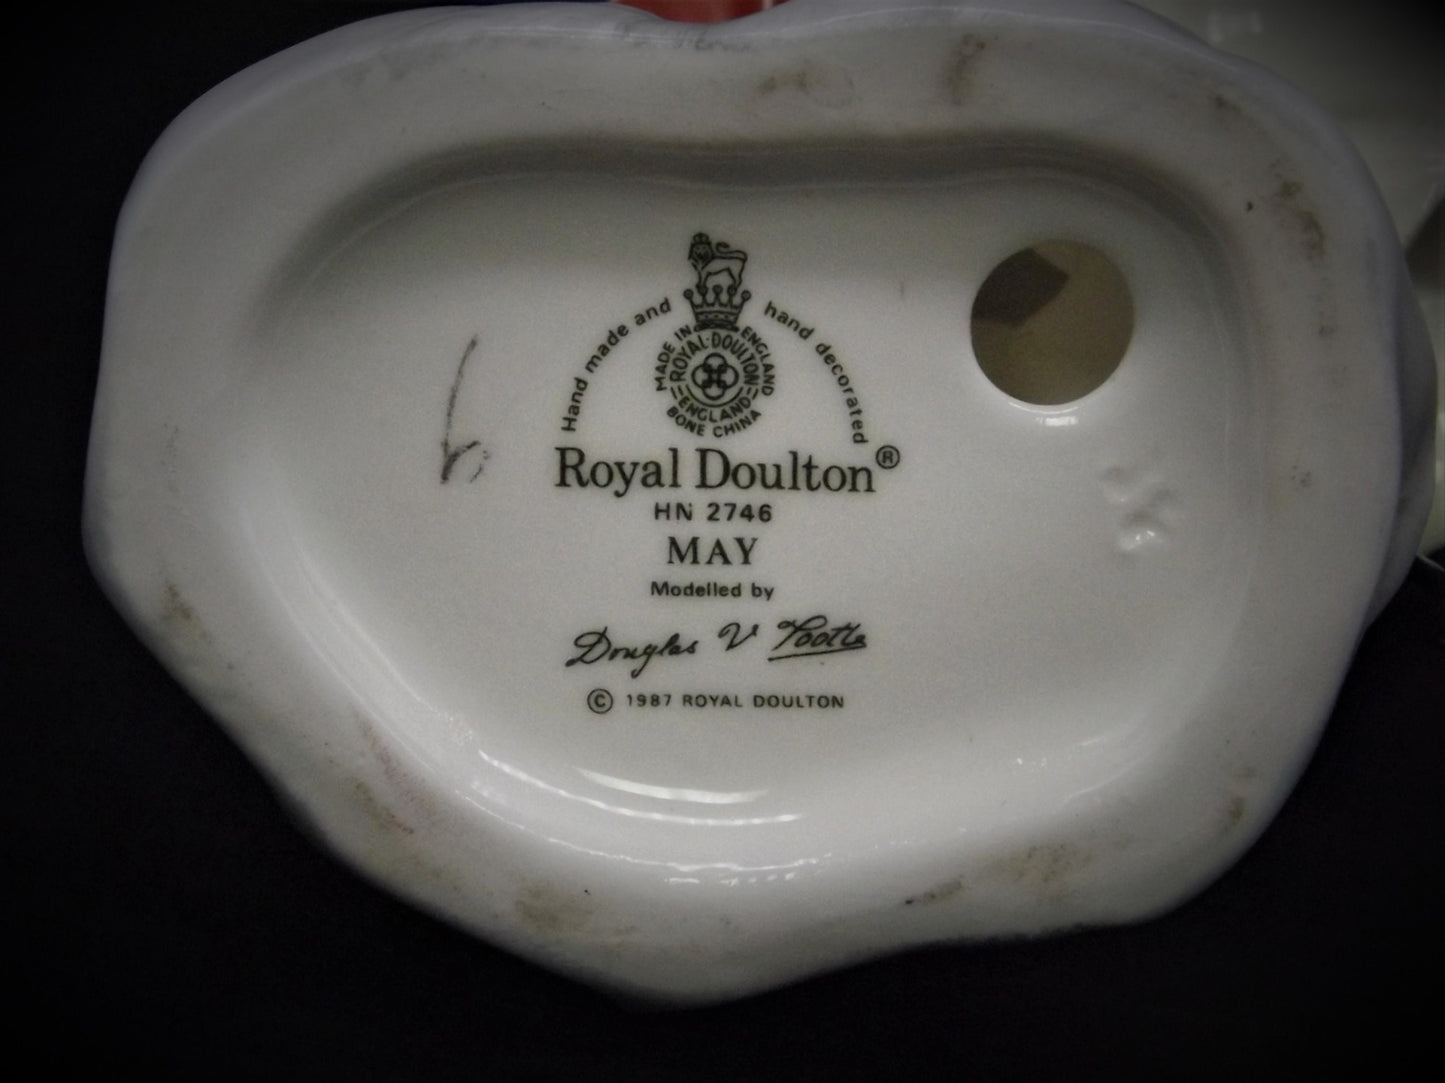 Hand made and hand decorated
MADE IN ENGLAND
ROYAL·DOULTON
ENGLAND
BONE CHINA
Royal Doulton®
HN 2746
MAY
Modelled by
Douglas V Tootle
© 1987 ROYAL DOULTON